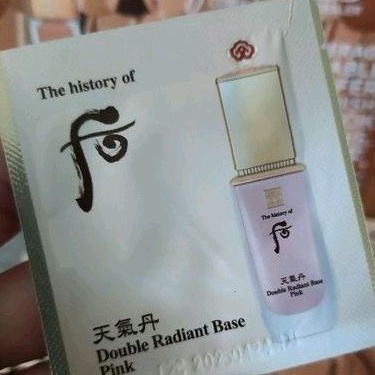 The history of
后
The history of
后
天氣丹
Double Radiant Base
Pink
天氣丹
Double Radiant Base
Pink